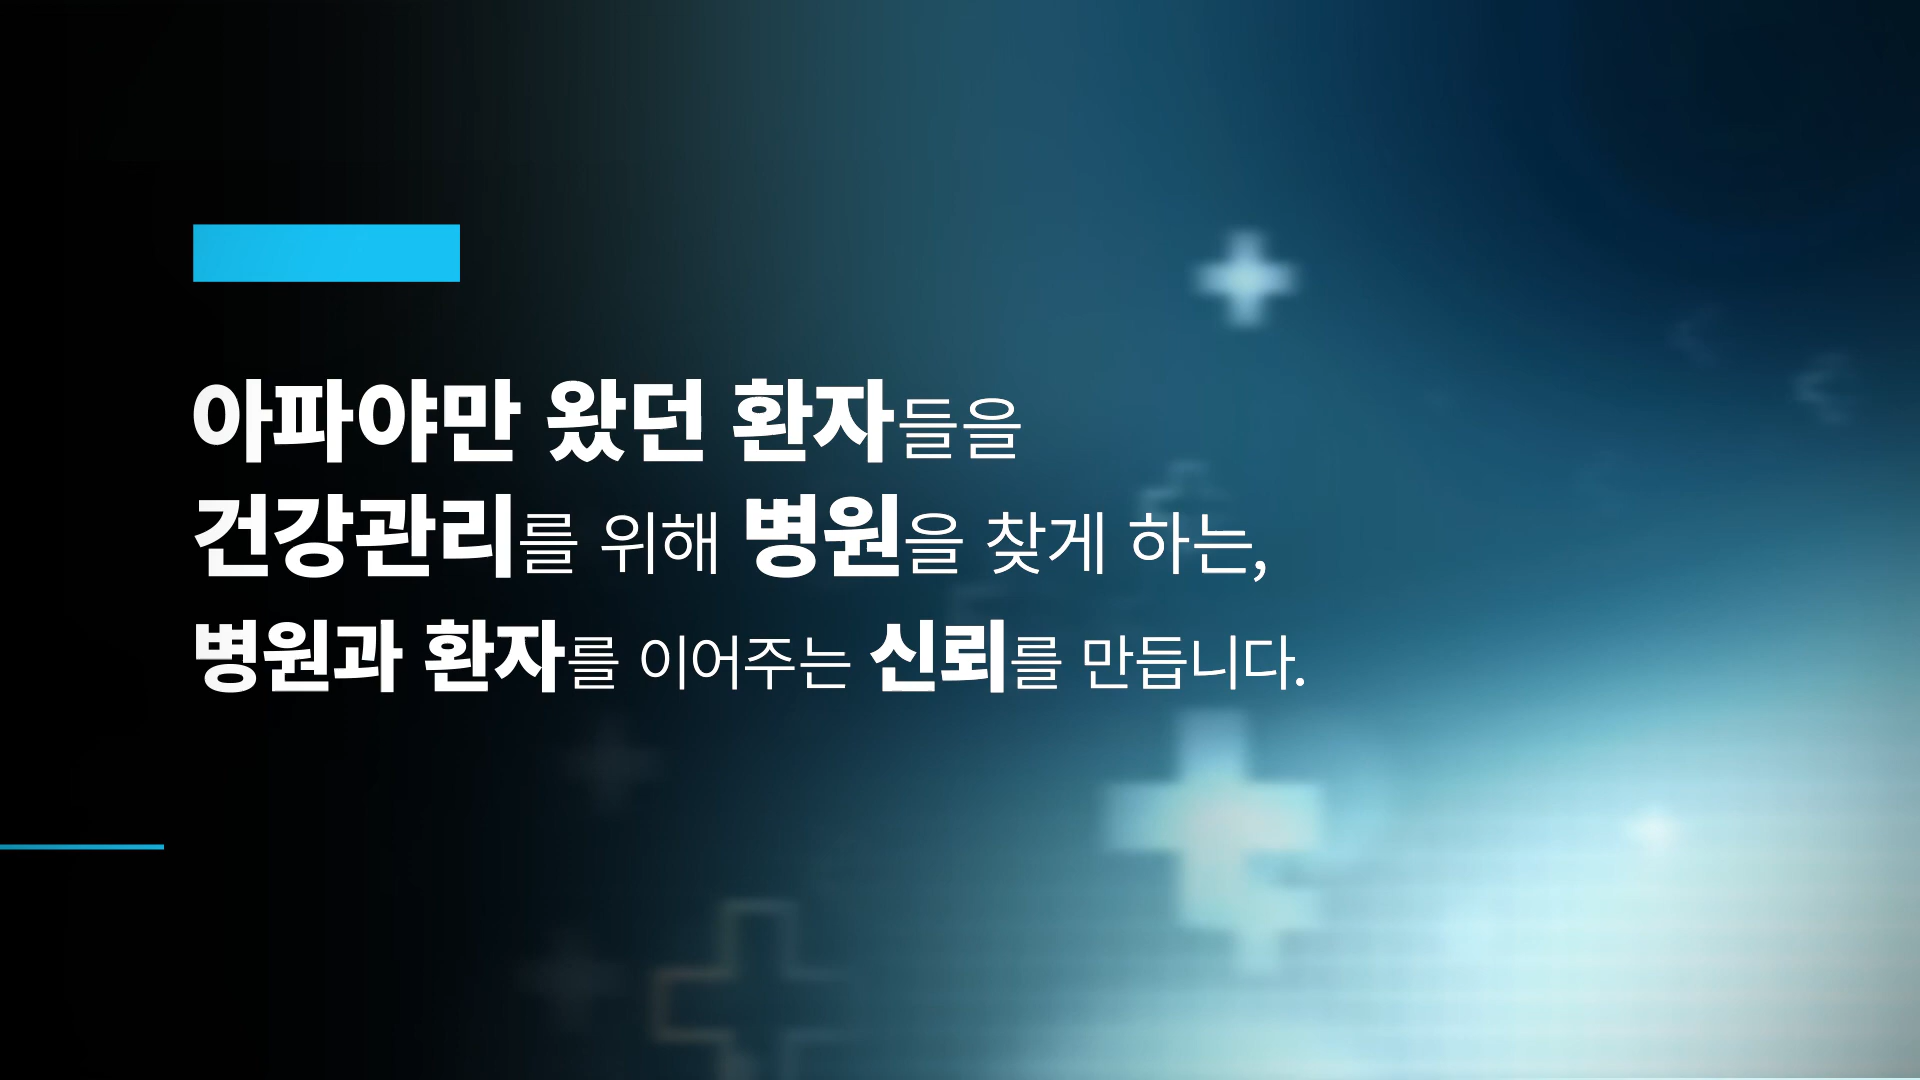 아파야만 왔던 환자들을
건강관리를 위해 병원을 찾게 하는,
병원과 환자를 이어주는 신뢰를 만듭니다.